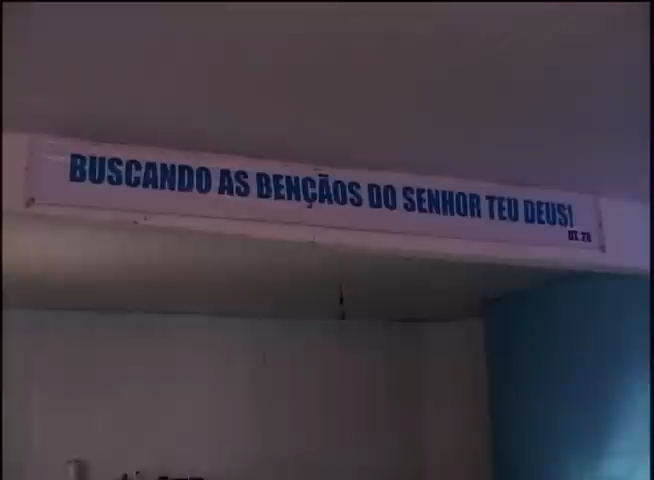 BUSCANDO AS BENÇÃOS DO SENHOR TEU DEUS!
DT. 28